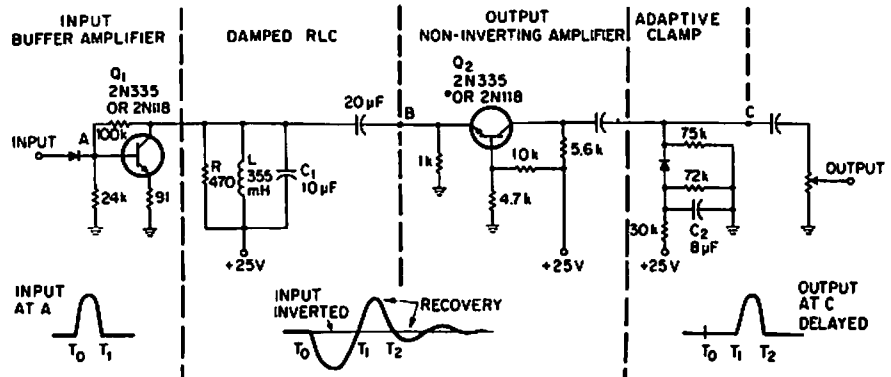 INPUT
BUFFER AMPLIFIER
DAMPED RLC
OUTPUT
NON-INVERTING AMPLIFIER
ADAPTIVE
CLAMP
Q1
2N335
OR 2N118
100k
INPUT
A
24k
91
R
470
L
355
mH
C1
10µF
+25V
20µF
B
Q2
2N335
*OR 2N118
1k
10k
4.7k
5.6k
+25V
C
75k
72k
C2
8µF
30k
+25V
OUTPUT
INPUT
AT A
T0 T1
INPUT
INVERTED
RECOVERY
T0 T1 T2
OUTPUT
AT C
DELAYED
T0 T1 T2